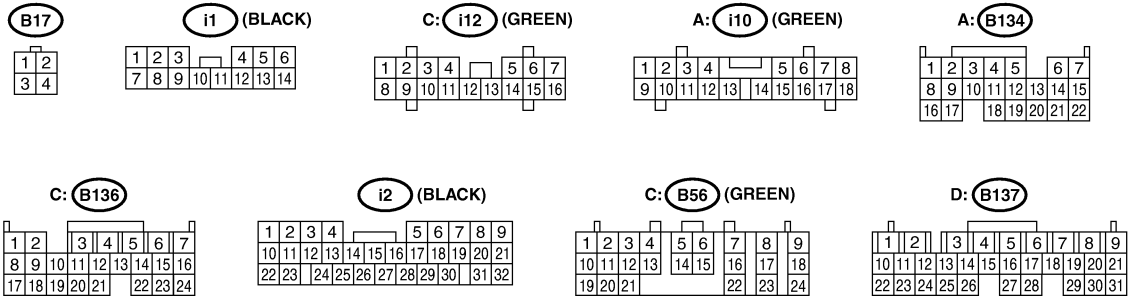 B17
1 2
3 4
i1 (BLACK)
1 2 3 4 5 6
7 8 9 10 11 12 13 14
C: i12 (GREEN)
1 2 3 4 5 6 7
8 9 10 11 12 13 14 15 16
A: i10 (GREEN)
1 2 3 4 5 6 7 8
9 10 11 12 13 14 15 16 17 18
A: B134
1 2 3 4 5 6 7
8 9 10 11 12 13 14 15
16 17 18 19 20 21 22
C: B136
1 2 3 4 5 6 7
8 9 10 11 12 13 14 15 16
17 18 19 20 21 22 23 24
i2 (BLACK)
1 2 3 4 5 6 7 8 9
10 11 12 13 14 15 16 17 18 19 20 21
22 23 24 25 26 27 28 29 30 31 32
C: B56 (GREEN)
1 2 3 4 5 6 7 8 9
10 11 12 13 14 15 16 17 18
19 20 21 22 23 24
D: B137
1 2 3 4 5 6 7 8 9
10 11 12 13 14 15 16 17 18 19 20 21
22 23 24 25 26 27 28 29 30 31